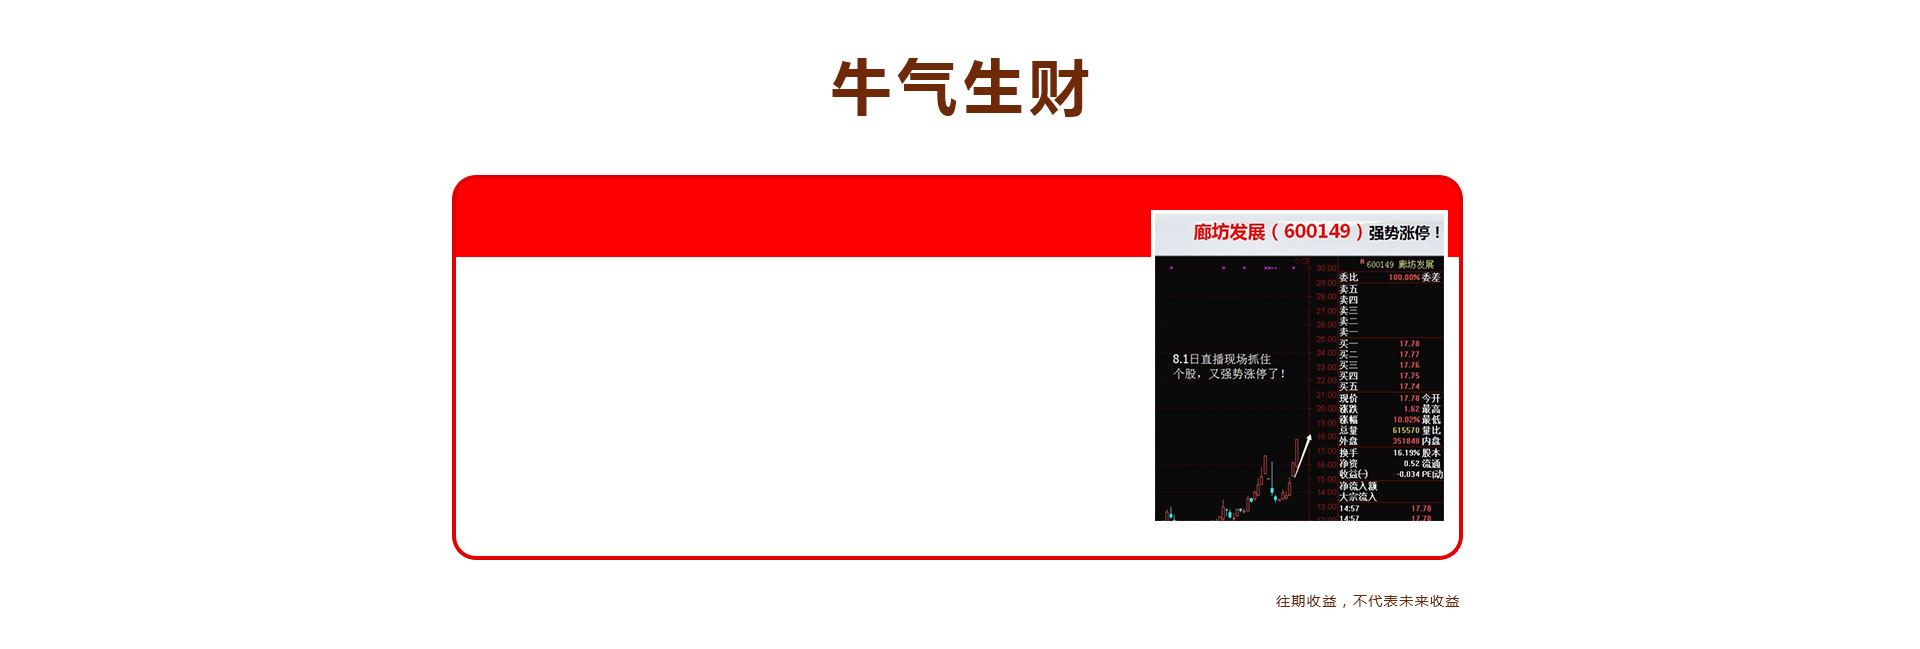 牛气生财
廊坊发展（600149）强势涨停！
R 600149 廊坊发展
30.00 委比 100.00% 委差
29.00 卖五
28.00 卖四
27.00 卖三
26.00 卖二
25.00 卖一
买一 17.78
24.00 买二 17.77
8.1日直播现场抓住
23.00 买三 17.76
个股，又强势涨停了！
22.00 买四 17.75
21.00 买五 17.74
现价 17.78 今开
20.00 涨跌 1.62 最高
19.00 涨幅 10.02% 最低
18.00 总量 615570 量比
外盘 351848 内盘
17.00 换手 16.19% 股本
16.00 净资 0.52 流通
15.00 收益㈠ -0.034 PE(动
14.00 净流入额
大宗流入
13.00 14:57 17.78
14:57 17.78
往期收益，不代表未来收益